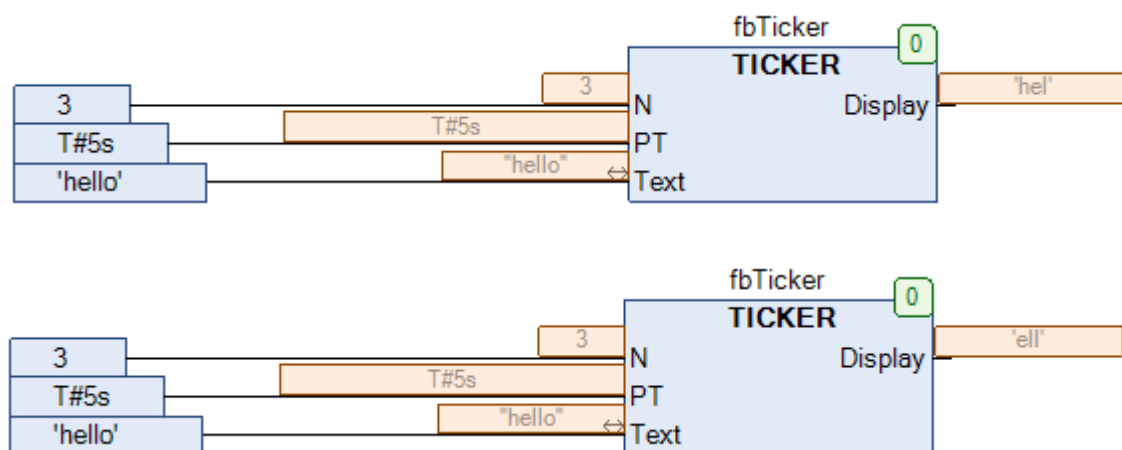 fbTicker
0
TICKER
3 3 N Display 'hel'
T#5s T#5s PT
'hello' "hello" Text
fbTicker
0
TICKER
3 3 N Display 'ell'
T#5s T#5s PT
'hello' "hello" Text